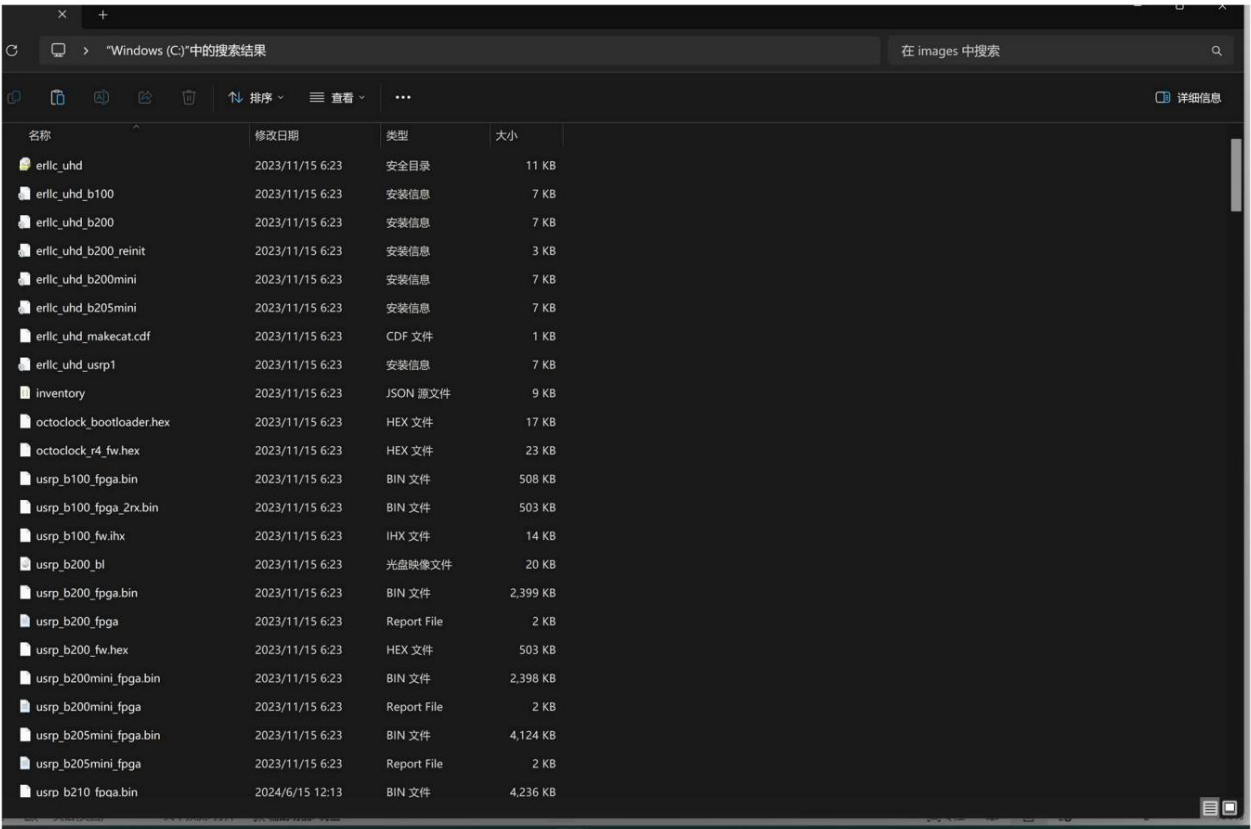 "Windows (C:)"中的搜索结果 在 images 中搜索
排序 查看 ... 详细信息
名称 修改日期 类型 大小
erllc_uhd 2023/11/15 6:23 安全目录 11 KB
erllc_uhd_b100 2023/11/15 6:23 安装信息 7 KB
erllc_uhd_b200 2023/11/15 6:23 安装信息 7 KB
erllc_uhd_b200_reinit 2023/11/15 6:23 安装信息 3 KB
erllc_uhd_b200mini 2023/11/15 6:23 安装信息 7 KB
erllc_uhd_b205mini 2023/11/15 6:23 安装信息 7 KB
erllc_uhd_makecat.cdf 2023/11/15 6:23 CDF 文件 1 KB
erllc_uhd_usrp1 2023/11/15 6:23 安装信息 7 KB
inventory 2023/11/15 6:23 JSON 源文件 9 KB
octoclock_bootloader.hex 2023/11/15 6:23 HEX 文件 17 KB
octoclock_r4_fw.hex 2023/11/15 6:23 HEX 文件 23 KB
usrp_b100_fpga.bin 2023/11/15 6:23 BIN 文件 508 KB
usrp_b100_fpga_2rx.bin 2023/11/15 6:23 BIN 文件 503 KB
usrp_b100_fw.ihx 2023/11/15 6:23 IHX 文件 14 KB
usrp_b200_bl 2023/11/15 6:23 光盘映像文件 20 KB
usrp_b200_fpga.bin 2023/11/15 6:23 BIN 文件 2,399 KB
usrp_b200_fpga 2023/11/15 6:23 Report File 2 KB
usrp_b200_fw.hex 2023/11/15 6:23 HEX 文件 503 KB
usrp_b200mini_fpga.bin 2023/11/15 6:23 BIN 文件 2,398 KB
usrp_b200mini_fpga 2023/11/15 6:23 Report File 2 KB
usrp_b205mini_fpga.bin 2023/11/15 6:23 BIN 文件 4,124 KB
usrp_b205mini_fpga 2023/11/15 6:23 Report File 2 KB
usrp_b210_fpga.bin 2024/6/15 12:13 BIN 文件 4,236 KB